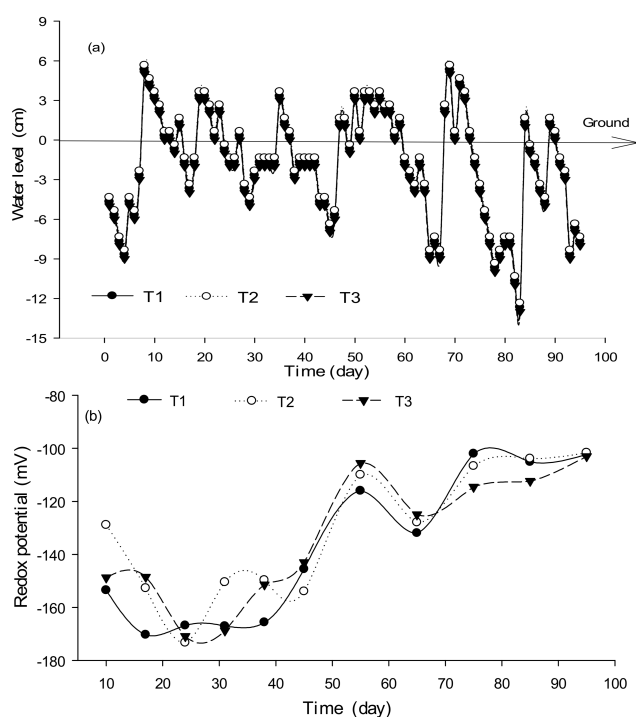 9
(a)
6
3
Ground
0
-3
-6
-9
-12
T1 T2 T3
-15
0 10 20 30 40 50 60 70 80 90 100
Time (day)
Water level (cm)
-80
T1 T2 T3
(b)
-100
-120
-140
-160
-180
10 20 30 40 50 60 70 80 90 100
Time (day)
Redox potential (mV)